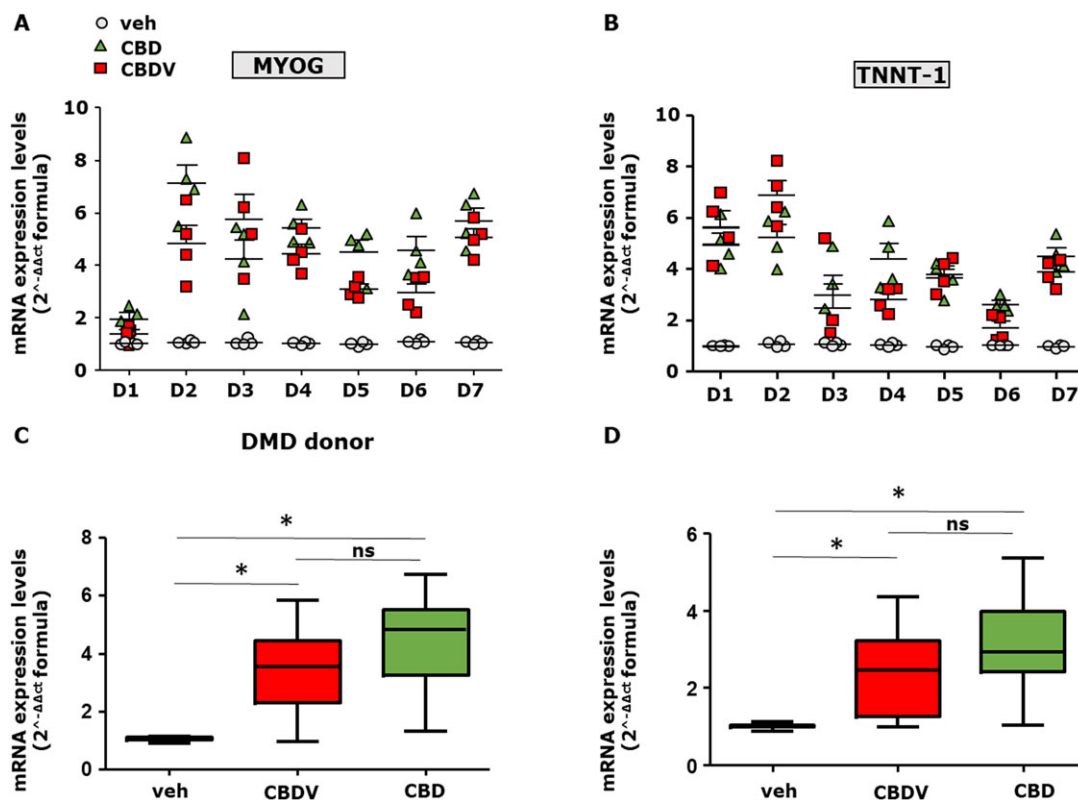 A
veh
CBD
CBDV
MYOG
mRNA expression levels
(2^-ΔΔct formula)
10
8
6
4
2
0
D1 D2 D3 D4 D5 D6 D7
B
TNNT-1
mRNA expression levels
(2^-ΔΔct formula)
10
8
6
4
2
0
D1 D2 D3 D4 D5 D6 D7
C
DMD donor
mRNA expression levels
(2^-ΔΔct formula)
8
6
4
2
0
*
ns
*
veh CBDV CBD
D
mRNA expression levels
(2^-ΔΔct formula)
6
4
2
0
*
ns
*
veh CBDV CBD